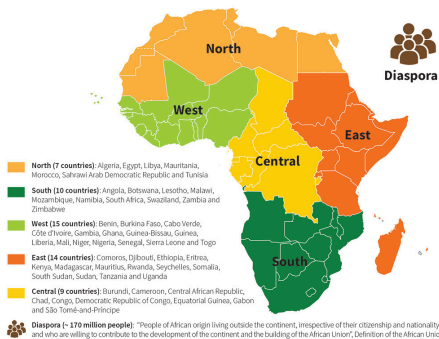 North
Diaspora
West
East
Central
South
North (7 countries): Algeria, Egypt, Libya, Mauritania,
Morocco, Sahrawi Arab Democratic Republic and Tunisia
South (10 countries): Angola, Botswana, Lesotho, Malawi,
Mozambique, Namibia, South Africa, Swaziland, Zambia and
Zimbabwe
West (15 countries): Benin, Burkina Faso, Cabo Verde,
Côte d'Ivoire, Gambia, Ghana, Guinea-Bissau, Guinea,
Liberia, Mali, Niger, Nigeria, Senegal, Sierra Leone and Togo
East (14 countries): Comoros, Djibouti, Ethiopia, Eritrea,
Kenya, Madagascar, Mauritius, Rwanda, Seychelles, Somalia,
South Sudan, Sudan, Tanzania and Uganda
Central (9 countries): Burundi, Cameroon, Central African Republic,
Chad, Congo, Democratic Republic of Congo, Equatorial Guinea, Gabon
and São Tomé and Príncipe
Diaspora (~ 170 million people): "People of African origin living outside the continent, irrespective of their citizenship and nationality
and who are willing to contribute to the development of the continent and the building of the African Union", Definition of the African